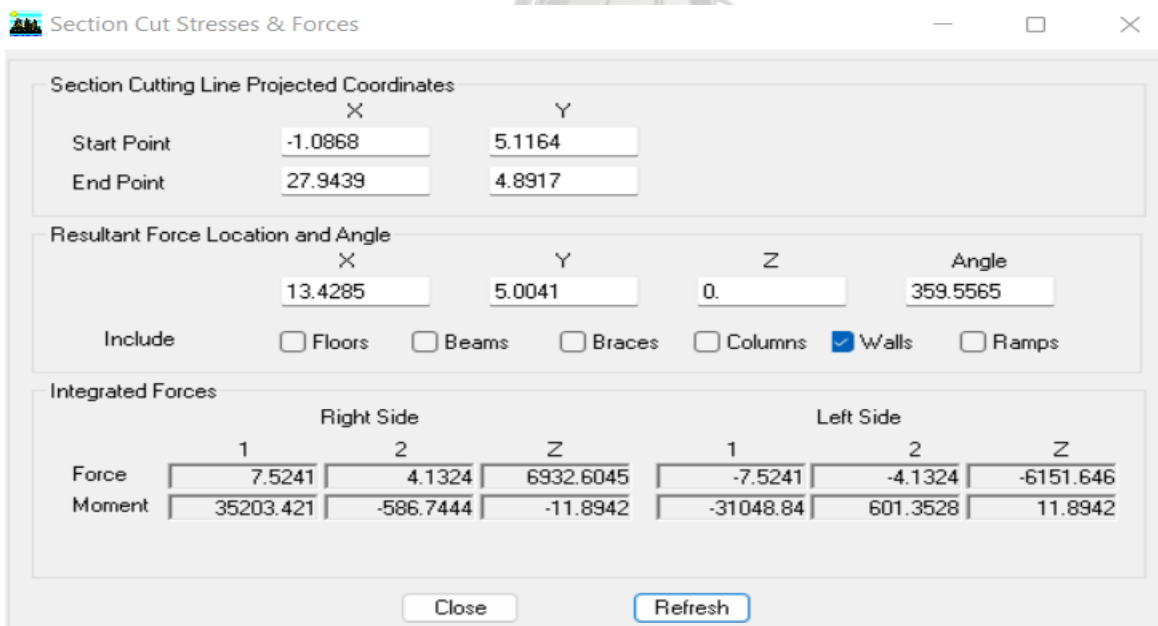 Section Cut Stresses & Forces
Section Cutting Line Projected Coordinates
X Y
Start Point -1.0868 5.1164
End Point 27.9439 4.8917
Resultant Force Location and Angle
X Y Z Angle
13.4285 5.0041 0. 359.5565
Include Floors Beams Braces Columns Walls Ramps
Integrated Forces
Right Side Left Side
1 2 Z 1 2 Z
Force 7.5241 4.1324 6932.6045 -7.5241 -4.1324 -6151.646
Moment 35203.421 -586.7444 -11.8942 -31048.84 601.3528 11.8942
Close Refresh